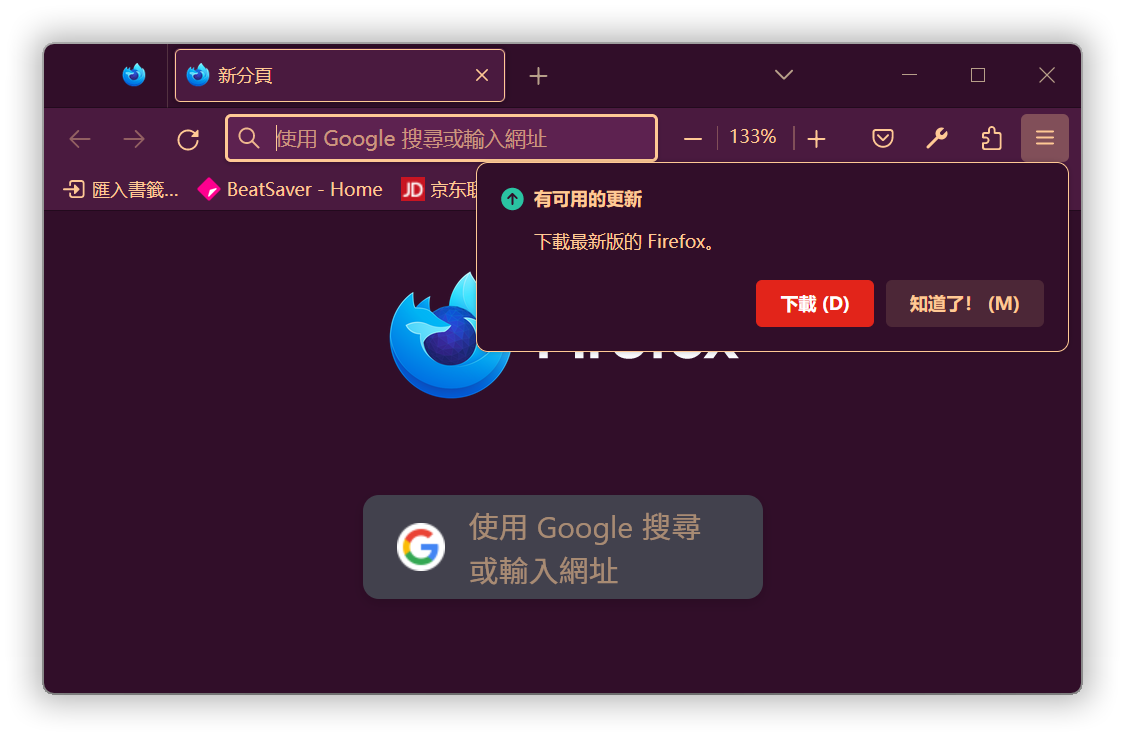 新分頁
使用 Google 搜尋或輸入網址
133%
匯入書籤... BeatSaver - Home JD 京东
有可用的更新
下載最新版的 Firefox。
下載 (D) 知道了! (M)
Firefox
使用 Google 搜尋
或輸入網址